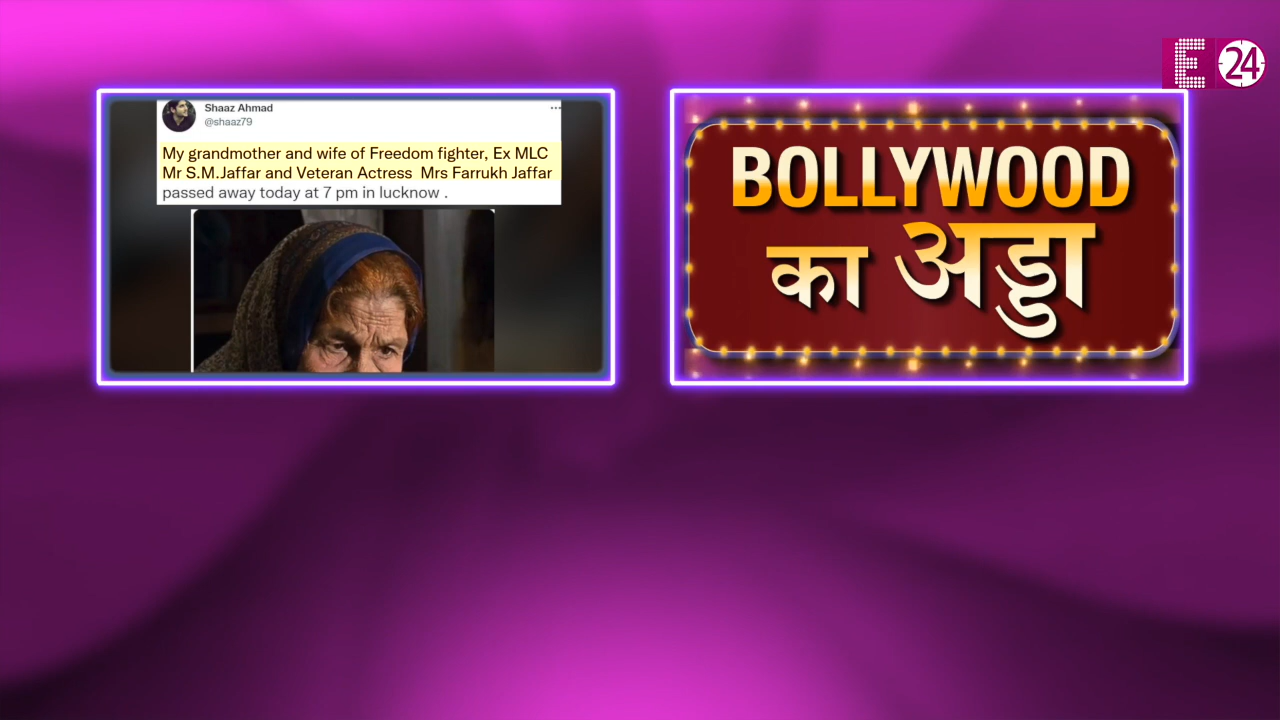 E 24
Shaaz Ahmad
@shaaz79
My grandmother and wife of Freedom fighter, Ex MLC
Mr S.M.Jaffar and Veteran Actress Mrs Farrukh Jaffar
passed away today at 7 pm in lucknow .
BOLLYWOOD
का अड्डा